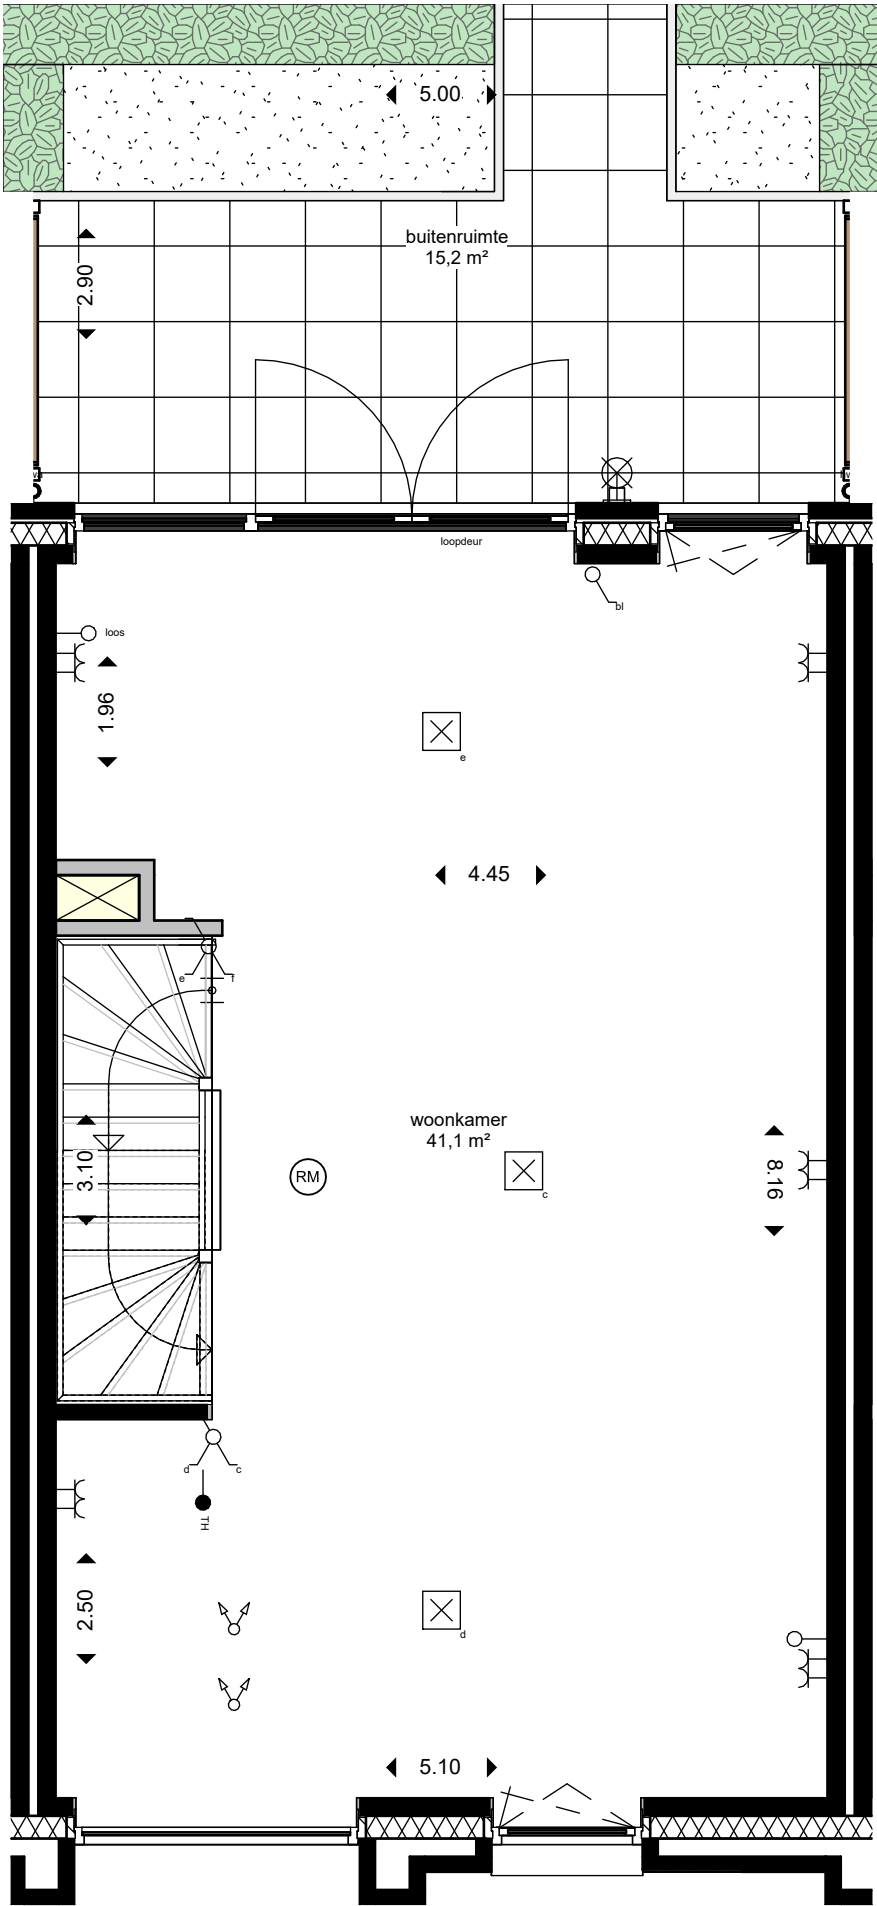 5.00
buitenruimte
15,2 m²
2.90
loopdeur
bl
loos
1.96
e
4.45
e
f
woonkamer
41,1 m²
3.10
RM
c
8.16
d
c
TH
2.50
d
5.10